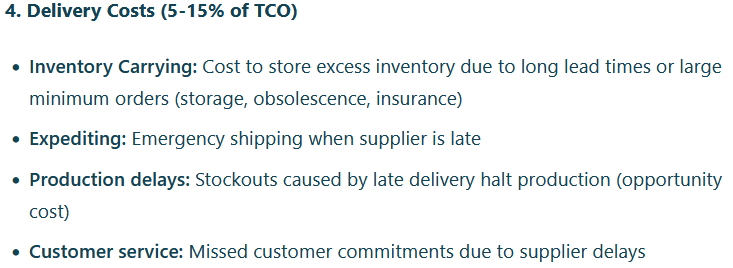 4. Delivery Costs (5-15% of TCO)
• Inventory Carrying: Cost to store excess inventory due to long lead times or large
minimum orders (storage, obsolescence, insurance)
• Expediting: Emergency shipping when supplier is late
• Production delays: Stockouts caused by late delivery halt production (opportunity
cost)
• Customer service: Missed customer commitments due to supplier delays